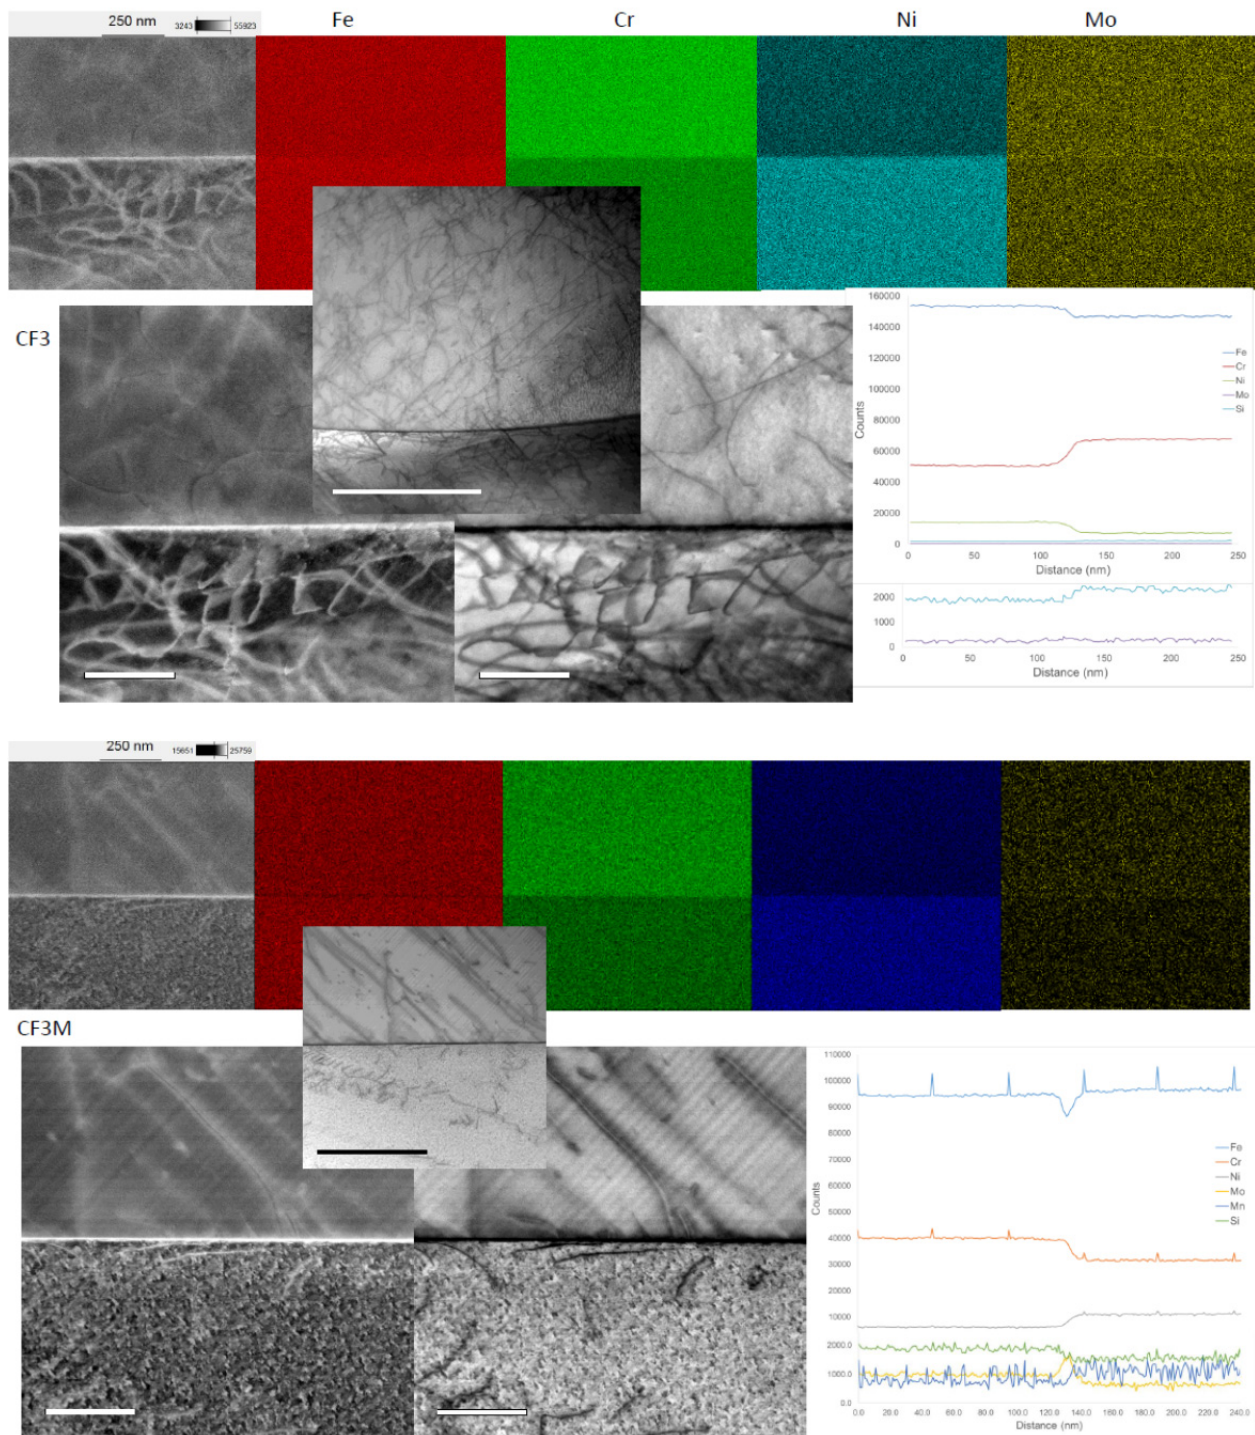 Fe Cr Ni Mo
250 nm 3243 55923
CF3
160000
140000
120000
100000
80000
60000
40000
20000
0
Counts
0 50 100 150 200 250
Distance (nm)
Fe
Cr
Ni
Mo
Si
2000
1000
0
0 50 100 150 200 250
Distance (nm)
250 nm 15651 25759
CF3M
110000
100000
90000
80000
70000
60000
50000
40000
30000
20000
10000
2000.0
1000.0
0.0
Counts
0.0 20.0 40.0 60.0 80.0 100.0 120.0 140.0 160.0 180.0 200.0 220.0 240.0
Distance (nm)
Fe
Cr
Ni
Mo
Mn
Si